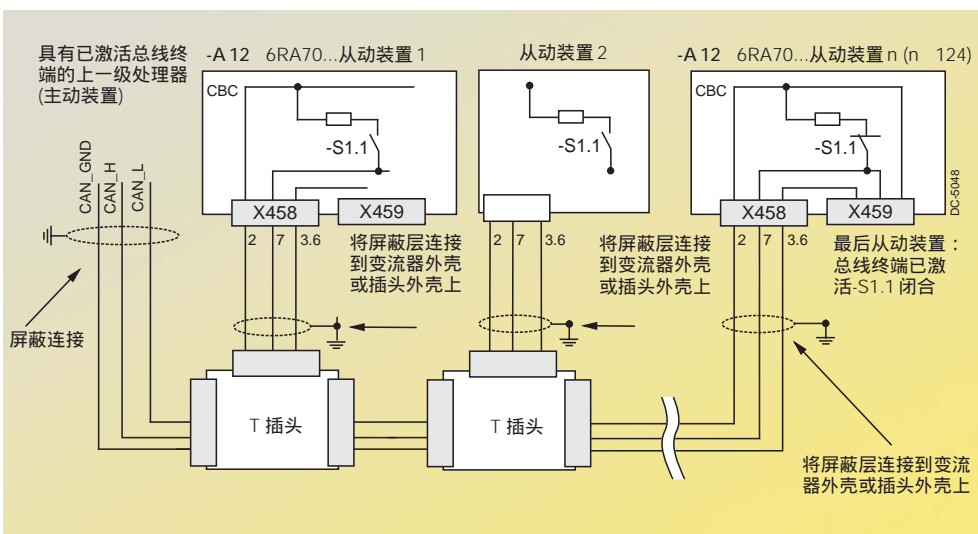 具有已激活总线终
端的上一级处理器
(主动装置)
-A 12 6RA70...从动装置 1
从动装置 2
-A 12 6RA70...从动装置 n (n 124)
CBC
-S1.1
-S1.1
CBC
-S1.1
CAN_GND
CAN_H
CAN_L
X458
X459
X458
X459
DC-5048
2 7 3.6
2 7 3.6
2 7 3.6
将屏蔽层连接
到变流器外壳
或插头外壳上
将屏蔽层连接
到变流器外壳
或插头外壳上
最后从动装置：
总线终端已激
活-S1.1 闭合
屏蔽连接
T 插头
T 插头
将屏蔽层连接到变流
器外壳或插头外壳上